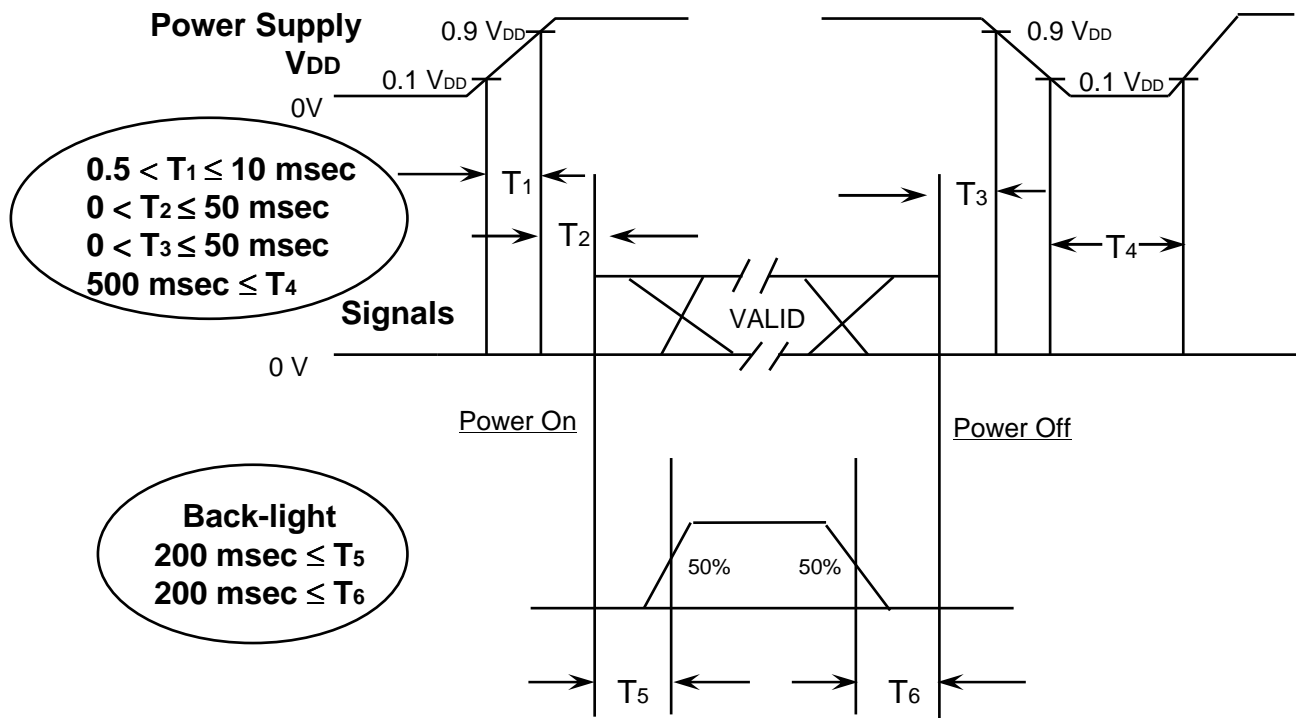 Power Supply
VDD
0.9 VDD
0.1 VDD
0V
0.9 VDD
0.1 VDD
0.5 < T1 ≤ 10 msec
0 < T2 ≤ 50 msec
0 < T3 ≤ 50 msec
500 msec ≤ T4
T1
T2
T3
T4
Signals
VALID
0 V
Power On
Power Off
Back-light
200 msec ≤ T5
200 msec ≤ T6
50%
50%
T5
T6